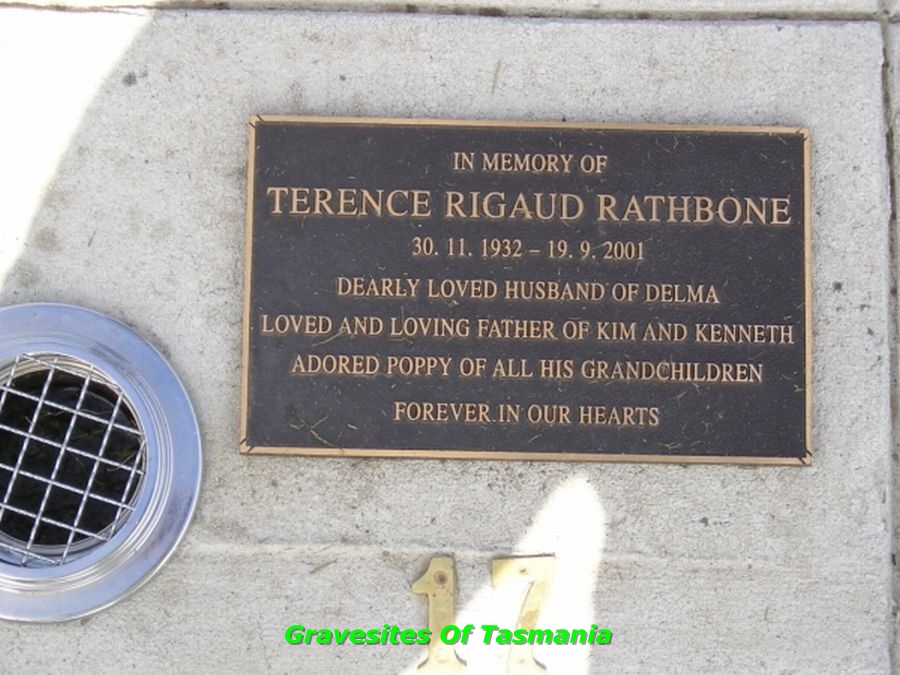 IN MEMORY OF
TERENCE RIGAUD RATHBONE
30. 11. 1932 – 19. 9. 2001
DEARLY LOVED HUSBAND OF DELMA
LOVED AND LOVING FATHER OF KIM AND KENNETH
ADORED POPPY OF ALL HIS GRANDCHILDREN
FOREVER IN OUR HEARTS
17
Gravesites Of Tasmania